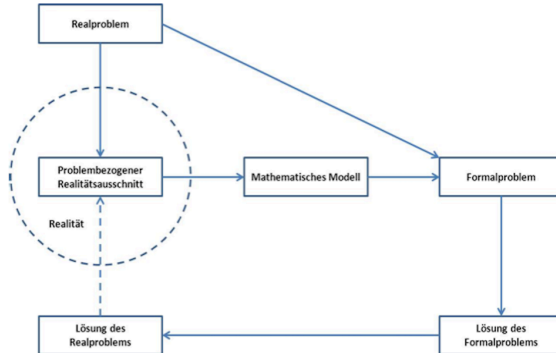 Realproblem
Problembezogener
Realitätsausschnitt
Mathematisches Modell
Formalproblem
Realität
Lösung des
Realproblems
Lösung des
Formalproblems